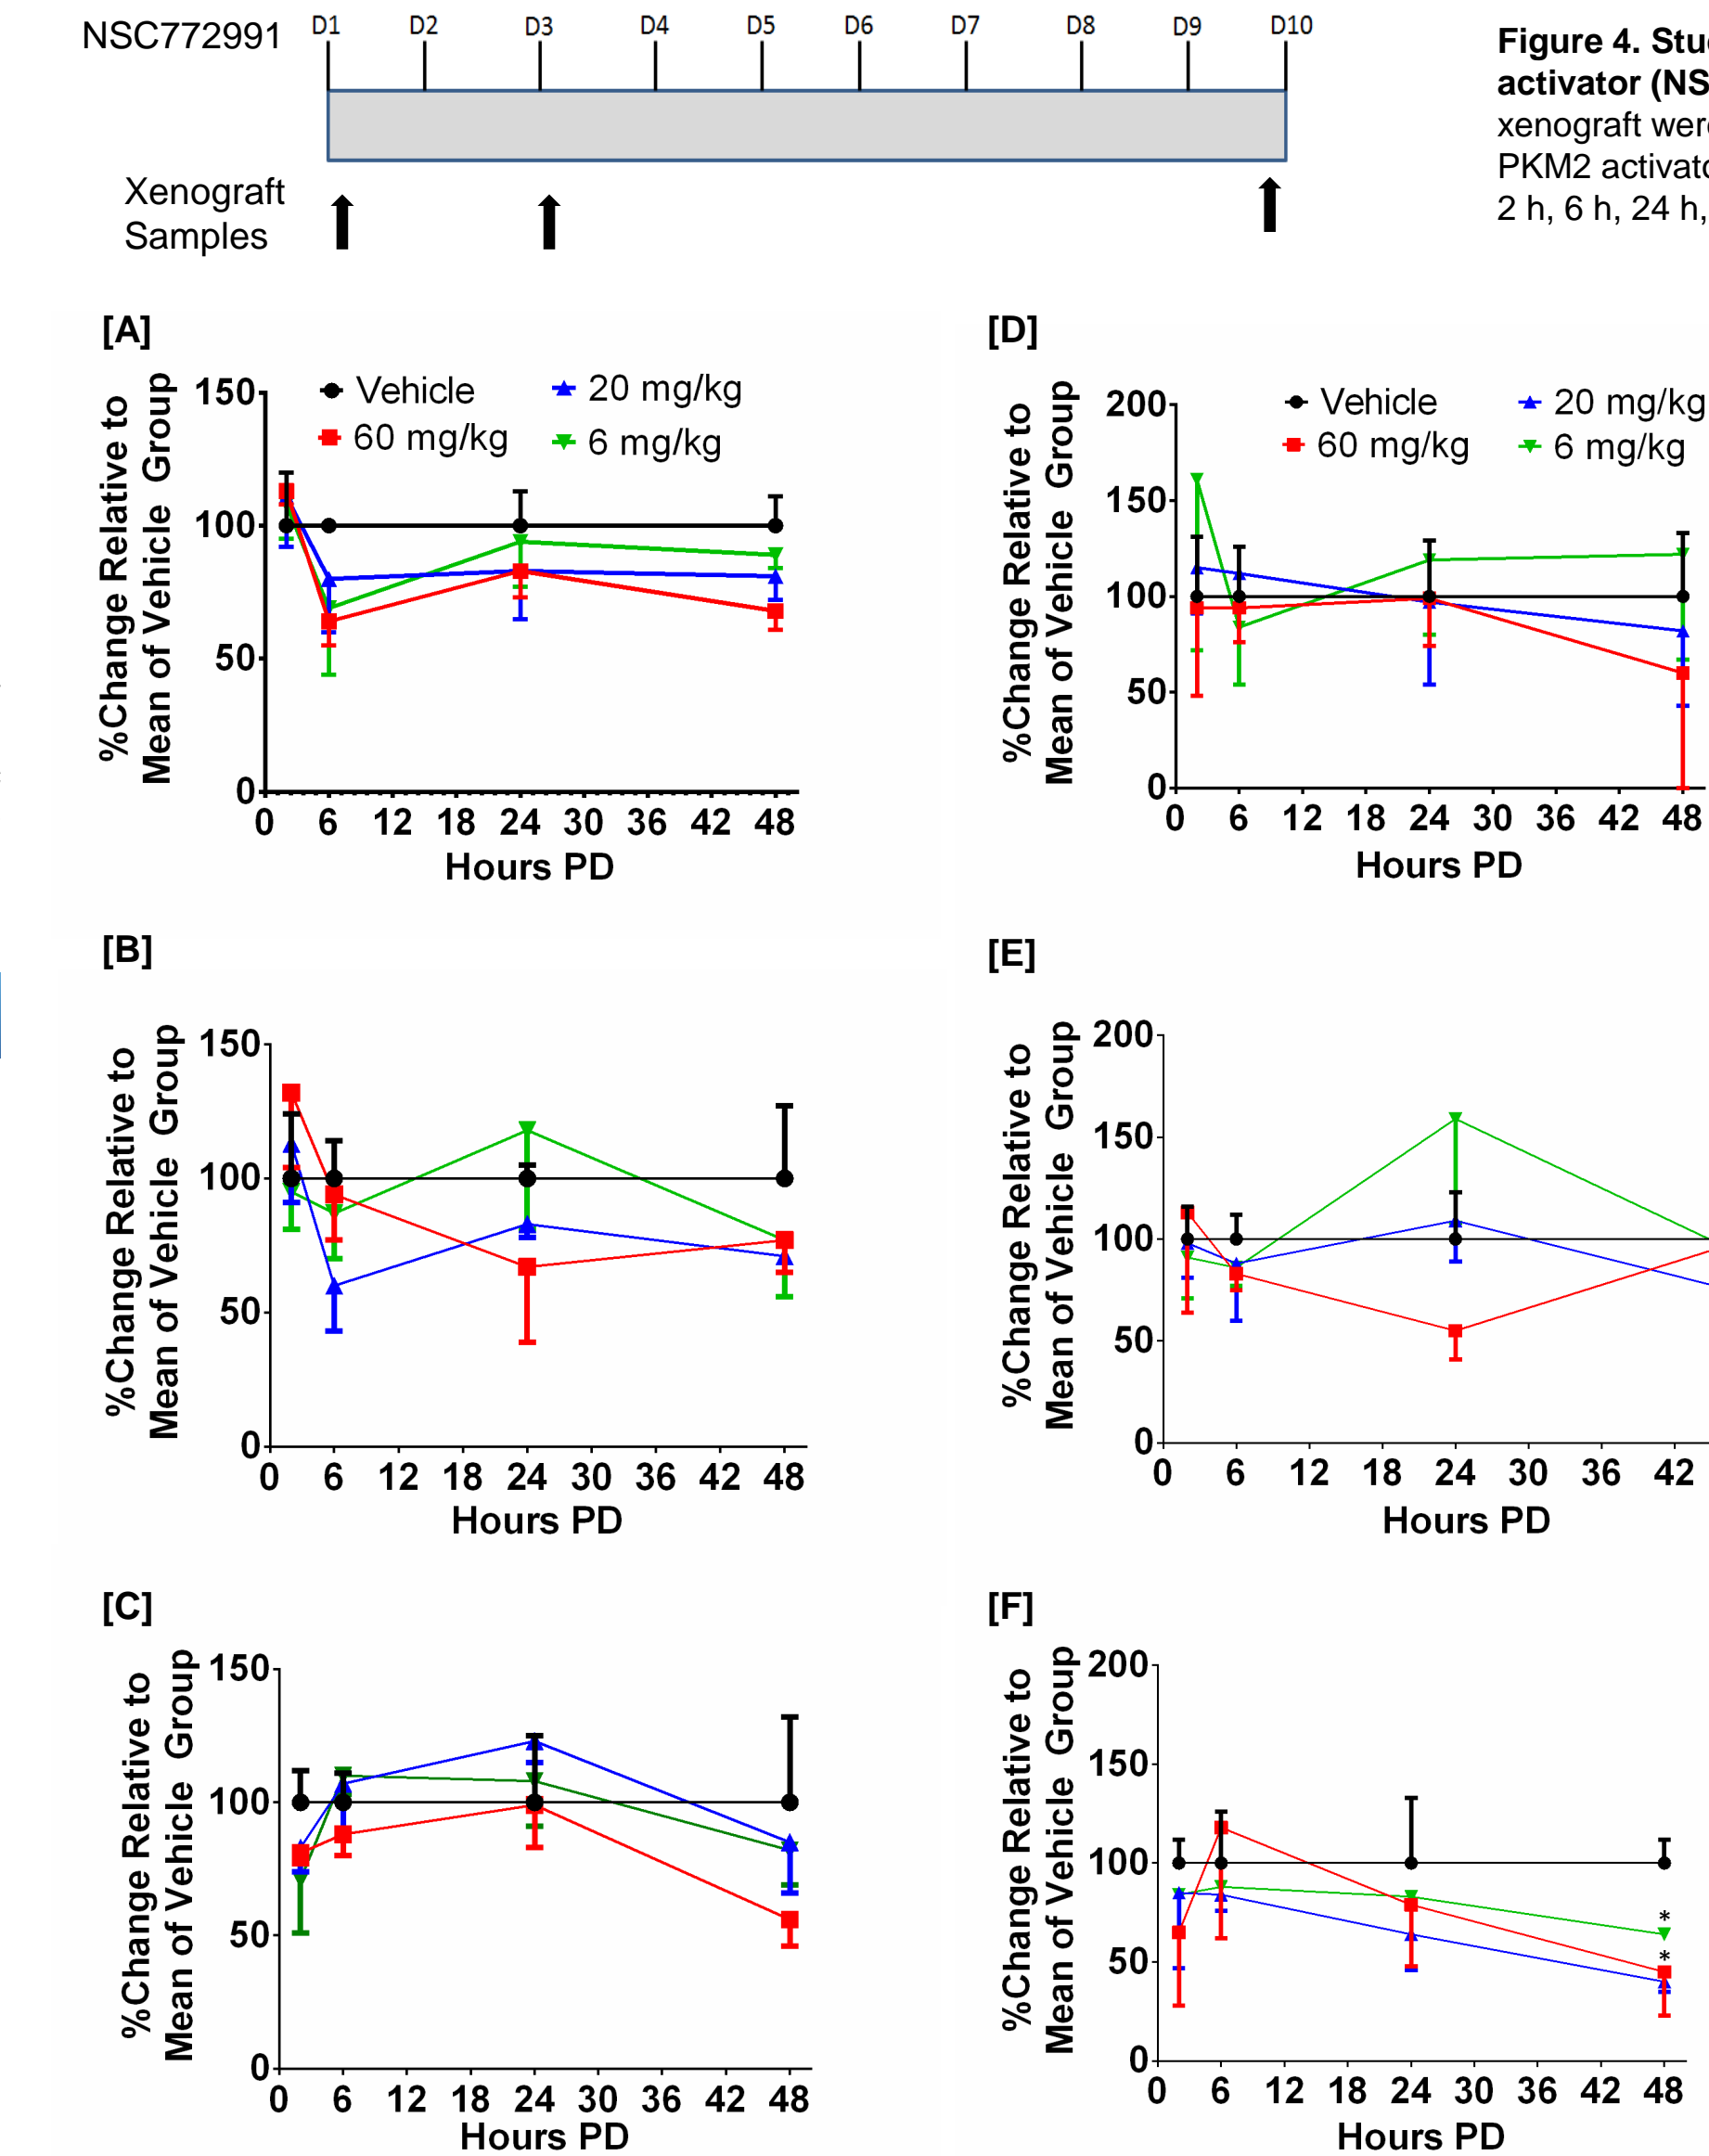 NSC772991
D1 D2 D3 D4 D5 D6 D7 D8 D9 D10
Xenograft
Samples
Figure 4. Stu
activator (NS
xenograft wer
PKM2 activat
2 h, 6 h, 24 h,
[A]
%Change Relative to
Mean of Vehicle Group
150
100
50
0
Vehicle
20 mg/kg
60 mg/kg
6 mg/kg
0 6 12 18 24 30 36 42 48
Hours PD
[D]
%Change Relative to
Mean of Vehicle Group
200
150
100
50
0
Vehicle
20 mg/kg
60 mg/kg
6 mg/kg
0 6 12 18 24 30 36 42 48
Hours PD
[B]
%Change Relative to
Mean of Vehicle Group
150
100
50
0
0 6 12 18 24 30 36 42 48
Hours PD
[E]
%Change Relative to
Mean of Vehicle Group
200
150
100
50
0
0 6 12 18 24 30 36 42
Hours PD
[C]
%Change Relative to
Mean of Vehicle Group
150
100
50
0
0 6 12 18 24 30 36 42 48
Hours PD
[F]
%Change Relative to
Mean of Vehicle Group
200
150
100
50
0
*
*
0 6 12 18 24 30 36 42 48
Hours PD